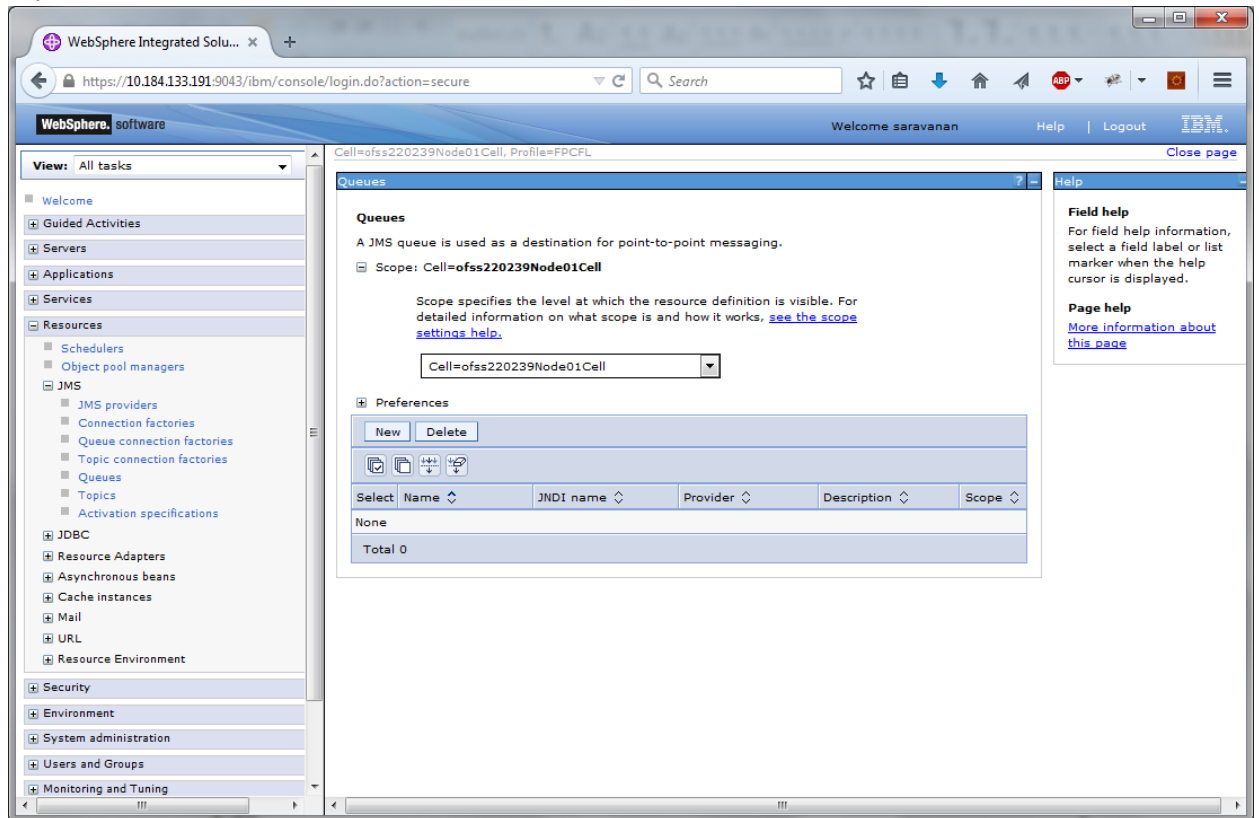 WebSphere Integrated Solu... × +
https://10.184.133.191:9043/ibm/console/login.do?action=secure
Search
ABP
WebSphere. software
Welcome saravanan
Help | Logout
IBM.
View: All tasks
Welcome
Guided Activities
Servers
Applications
Services
Resources
Schedulers
Object pool managers
JMS
JMS providers
Connection factories
Queue connection factories
Topic connection factories
Queues
Topics
Activation specifications
JDBC
Resource Adapters
Asynchronous beans
Cache instances
Mail
URL
Resource Environment
Security
Environment
System administration
Users and Groups
Monitoring and Tuning
Cell=ofss220239Node01Cell, Profile=FPCFL
Close page
Queues
? –
Queues
A JMS queue is used as a destination for point-to-point messaging.
Scope: Cell=ofss220239Node01Cell
Scope specifies the level at which the resource definition is visible. For
detailed information on what scope is and how it works, see the scope
settings help.
Cell=ofss220239Node01Cell
Preferences
New Delete
Select Name JNDI name Provider Description Scope
None
Total 0
Help
Field help
For field help information,
select a field label or list
marker when the help
cursor is displayed.
Page help
More information about
this page